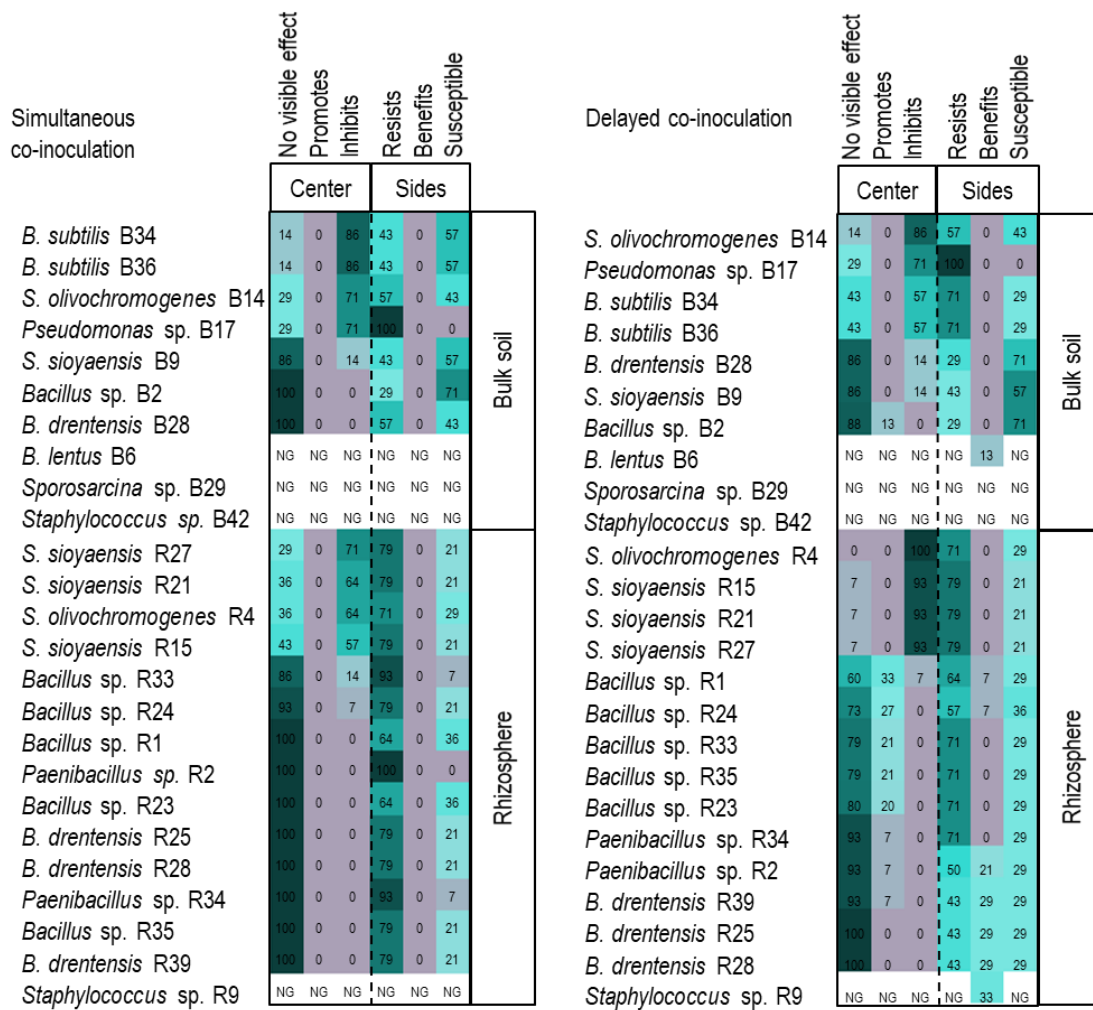 Simultaneous
co-inoculation
No visible effect
Promotes
Inhibits
Resists
Benefits
Susceptible
Center Sides
B. subtilis B34 14 0 86 43 0 57
B. subtilis B36 14 0 86 43 0 57
S. olivochromogenes B14 29 0 71 57 0 43
Pseudomonas sp. B17 29 0 71 100 0 0
S. sioyaensis B9 86 0 14 43 0 57
Bacillus sp. B2 100 0 0 29 0 71
B. drentensis B28 100 0 0 57 0 43
B. lentus B6 NG NG NG NG NG NG
Sporosarcina sp. B29 NG NG NG NG NG NG
Staphylococcus sp. B42 NG NG NG NG NG NG
Bulk soil
S. sioyaensis R27 29 0 71 79 0 21
S. sioyaensis R21 36 0 64 79 0 21
S. olivochromogenes R4 36 0 64 71 0 29
S. sioyaensis R15 43 0 57 79 0 21
Bacillus sp. R33 86 0 14 93 0 7
Bacillus sp. R24 93 0 7 79 0 21
Bacillus sp. R1 100 0 0 64 0 36
Paenibacillus sp. R2 100 0 0 100 0 0
Bacillus sp. R23 100 0 0 64 0 36
B. drentensis R25 100 0 0 79 0 21
B. drentensis R28 100 0 0 79 0 21
Paenibacillus sp. R34 100 0 0 93 0 7
Bacillus sp. R35 100 0 0 79 0 21
B. drentensis R39 100 0 0 79 0 21
Staphylococcus sp. R9 NG NG NG NG NG NG
Rhizosphere
Delayed co-inoculation
No visible effect
Promotes
Inhibits
Resists
Benefits
Susceptible
Center Sides
S. olivochromogenes B14 14 0 86 57 0 43
Pseudomonas sp. B17 29 0 71 100 0 0
B. subtilis B34 43 0 57 71 0 29
B. subtilis B36 43 0 57 71 0 29
B. drentensis B28 86 0 14 29 0 71
S. sioyaensis B9 86 0 14 43 0 57
Bacillus sp. B2 88 13 0 29 0 71
B. lentus B6 NG NG NG NG 13 NG
Sporosarcina sp. B29 NG NG NG NG NG NG
Staphylococcus sp. B42 NG NG NG NG NG NG
Bulk soil
S. olivochromogenes R4 0 0 100 71 0 29
S. sioyaensis R15 7 0 93 79 0 21
S. sioyaensis R21 7 0 93 79 0 21
S. sioyaensis R27 7 0 93 79 0 21
Bacillus sp. R1 60 33 7 64 7 29
Bacillus sp. R24 73 27 0 57 7 36
Bacillus sp. R33 79 21 0 71 0 29
Bacillus sp. R35 79 21 0 71 0 29
Bacillus sp. R23 80 20 0 71 0 29
Paenibacillus sp. R34 93 7 0 71 0 29
Paenibacillus sp. R2 93 7 0 50 21 29
B. drentensis R39 93 7 0 43 29 29
B. drentensis R25 100 0 0 43 29 29
B. drentensis R28 100 0 0 43 29 29
Staphylococcus sp. R9 NG NG NG NG 33 NG
Rhizosphere